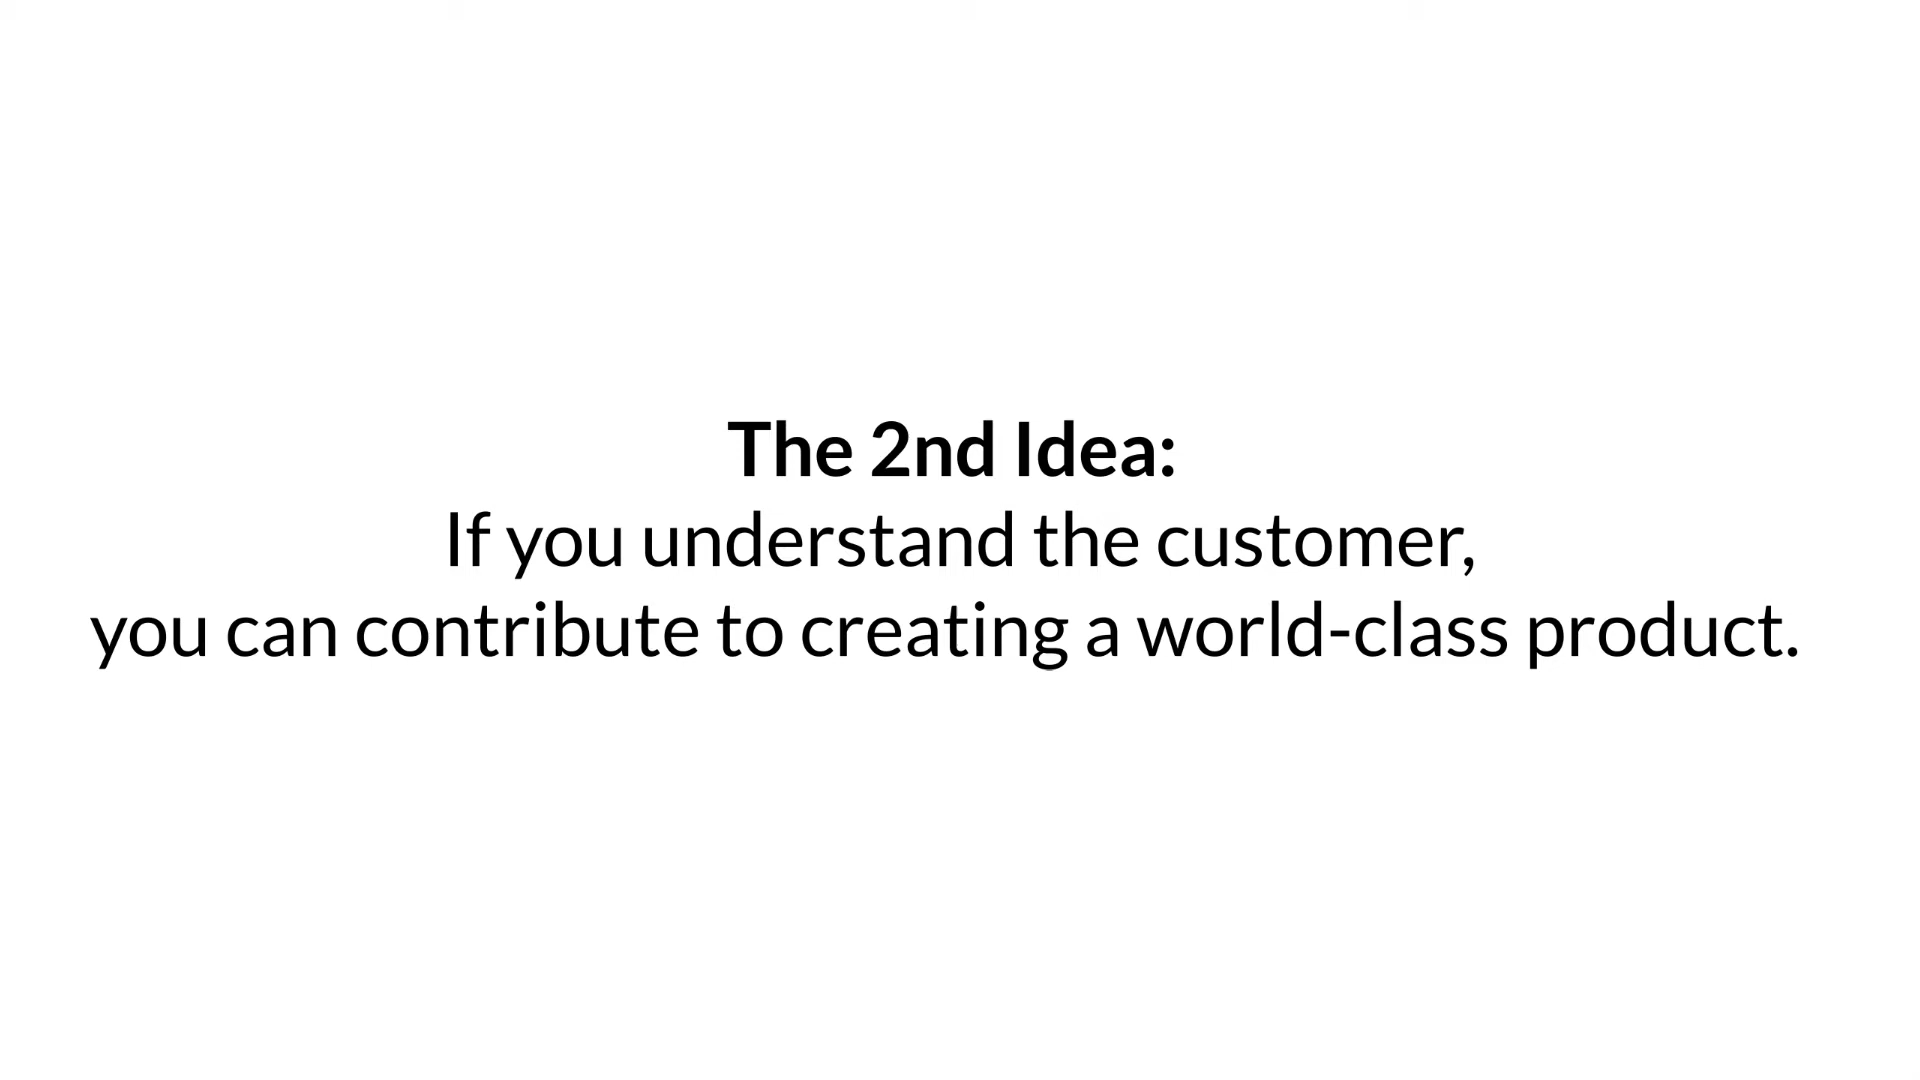 The 2nd Idea:
If you understand the customer,
you can contribute to creating a world-class product.